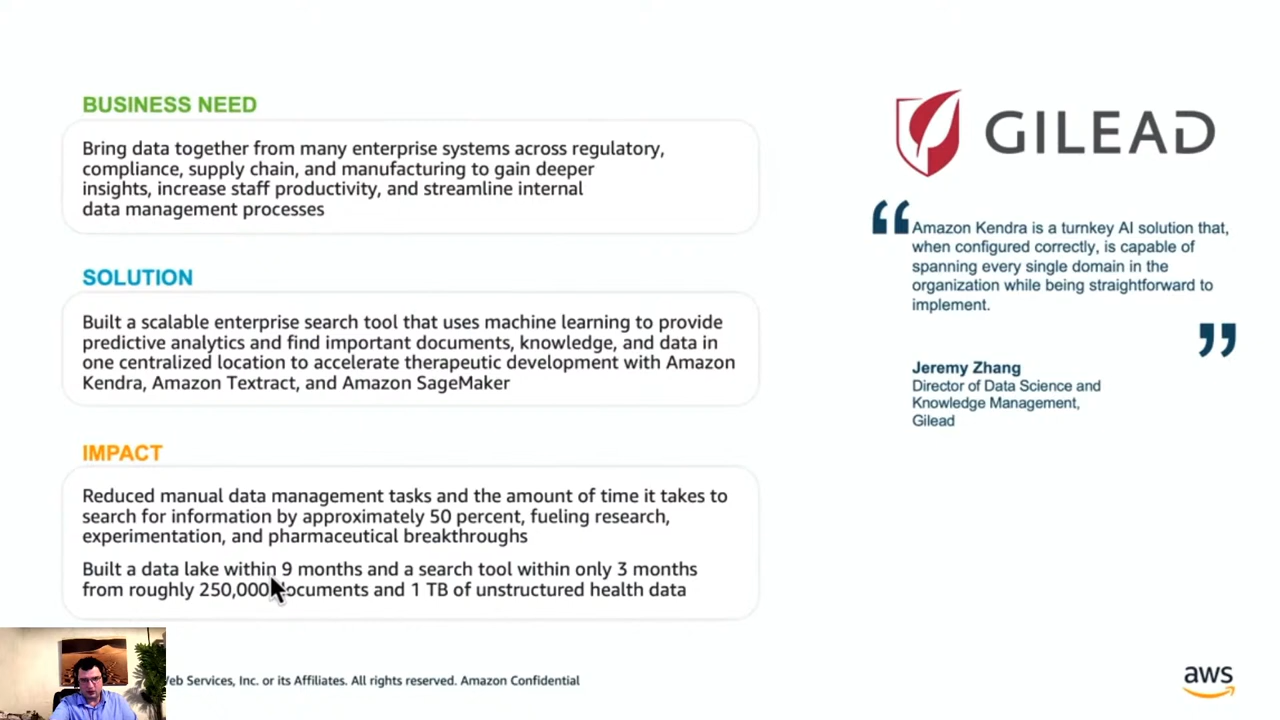 BUSINESS NEED
Bring data together from many enterprise systems across regulatory,
compliance, supply chain, and manufacturing to gain deeper
insights, increase staff productivity, and streamline internal
data management processes
SOLUTION
Built a scalable enterprise search tool that uses machine learning to provide
predictive analytics and find important documents, knowledge, and data in
one centralized location to accelerate therapeutic development with Amazon
Kendra, Amazon Textract, and Amazon SageMaker
IMPACT
Reduced manual data management tasks and the amount of time it takes to
search for information by approximately 50 percent, fueling research,
experimentation, and pharmaceutical breakthroughs
Built a data lake within 9 months and a search tool within only 3 months
from roughly 250,000 documents and 1 TB of unstructured health data
GILEAD
“Amazon Kendra is a turnkey AI solution that,
when configured correctly, is capable of
spanning every single domain in the
organization while being straightforward to
implement.
”
Jeremy Zhang
Director of Data Science and
Knowledge Management,
Gilead
Services, Inc. or its Affiliates. All rights reserved. Amazon Confidential
aws